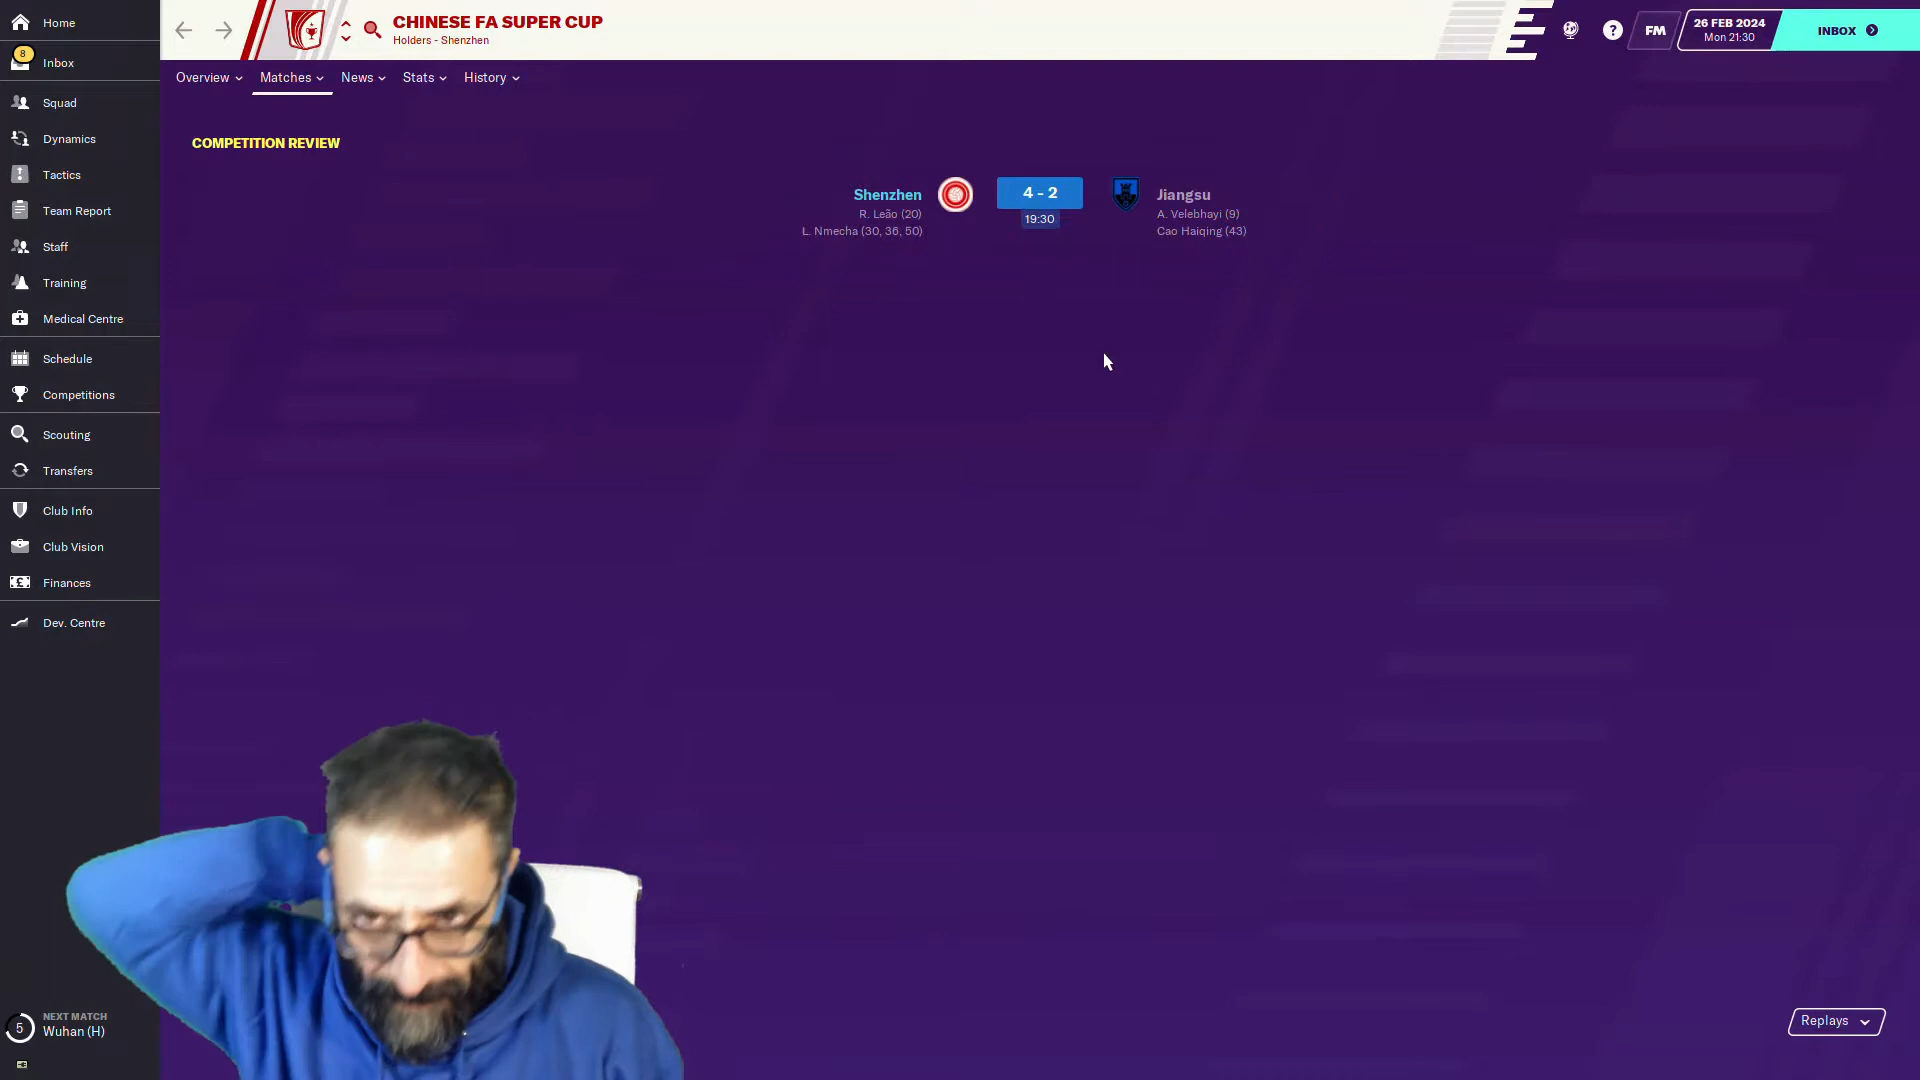 Home
8
Inbox
Squad
Dynamics
Tactics
Team Report
Staff
Training
Medical Centre
Schedule
Competitions
Scouting
Transfers
Club Info
Club Vision
Finances
Dev. Centre
5
NEXT MATCH
Wuhan (H)
CHINESE FA SUPER CUP
Holders - Shenzhen
?
FM
26 FEB 2024
Mon 21:30
INBOX
Overview
Matches
News
Stats
History
COMPETITION REVIEW
Shenzhen
4 - 2
Jiangsu
R. Leão (20)
19:30
A. Velebhayi (9)
L. Nmecha (30, 36, 50)
Cao Haiqing (43)
Replays